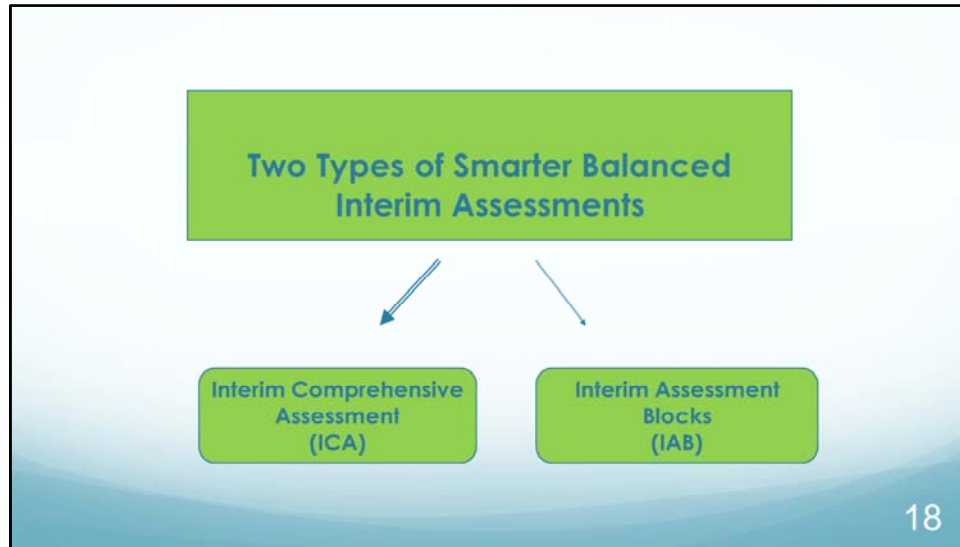 Two Types of Smarter Balanced
Interim Assessments
Interim Comprehensive
Assessment
(ICA)
Interim Assessment
Blocks
(IAB)
18